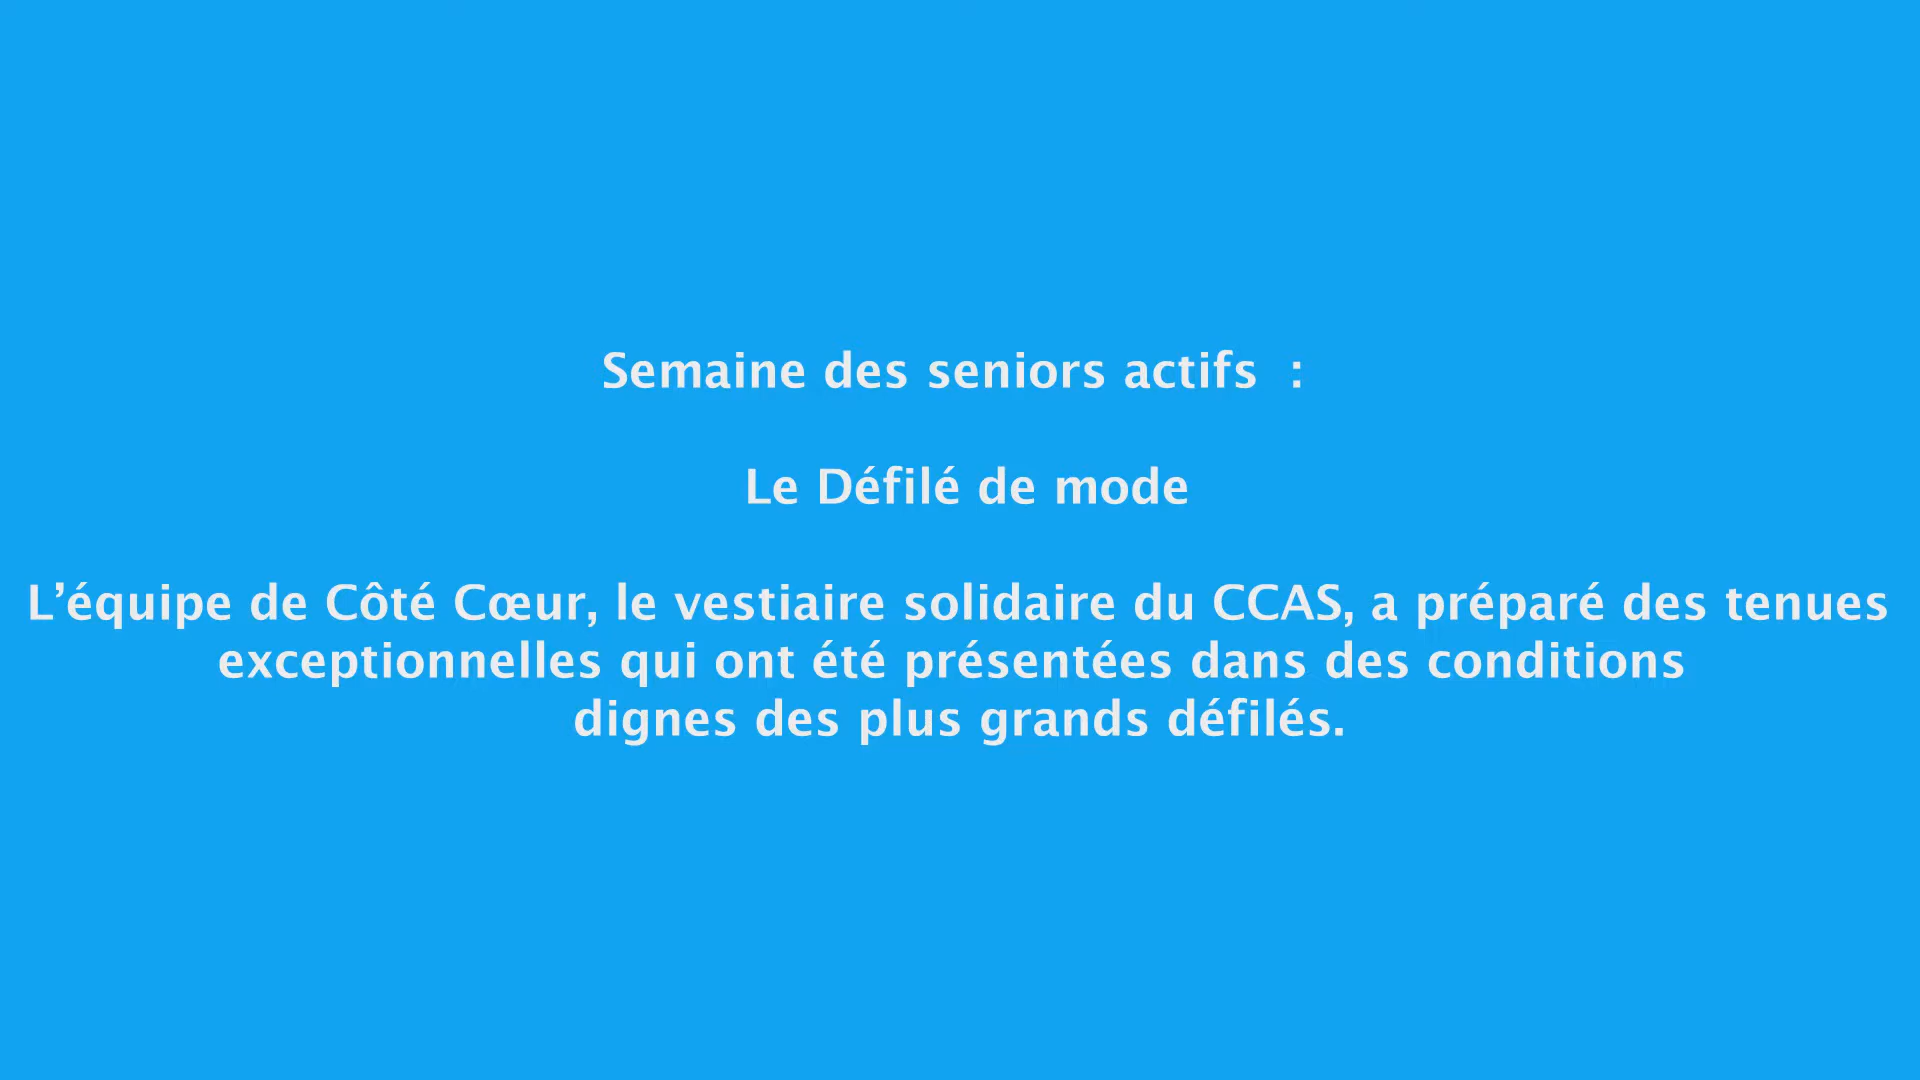 Semaine des seniors actifs  :
Le Défilé de mode
L’équipe de Côté Cœur, le vestiaire solidaire du CCAS, a préparé des tenues
exceptionnelles qui ont été présentées dans des conditions
dignes des plus grands défilés.